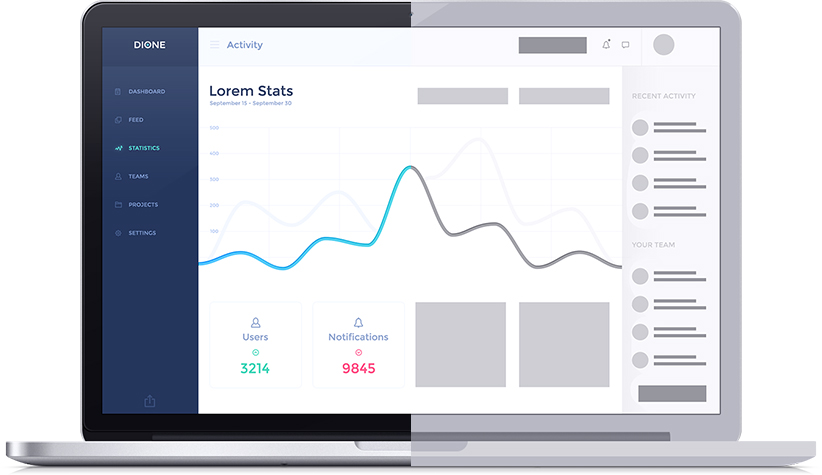 DIONE
Activity
DASHBOARD
FEED
STATISTICS
TEAMS
PROJECTS
SETTINGS
Lorem Stats
September 15 - September 30
500
400
300
200
100
Users
3214
Notifications
9845
RECENT ACTIVITY
YOUR TEAM